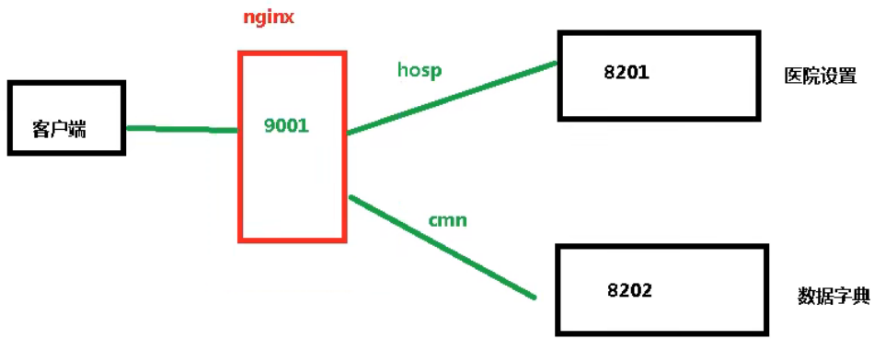 nginx
客户端
9001
hosp
8201
医院设置
cmn
8202
数据字典